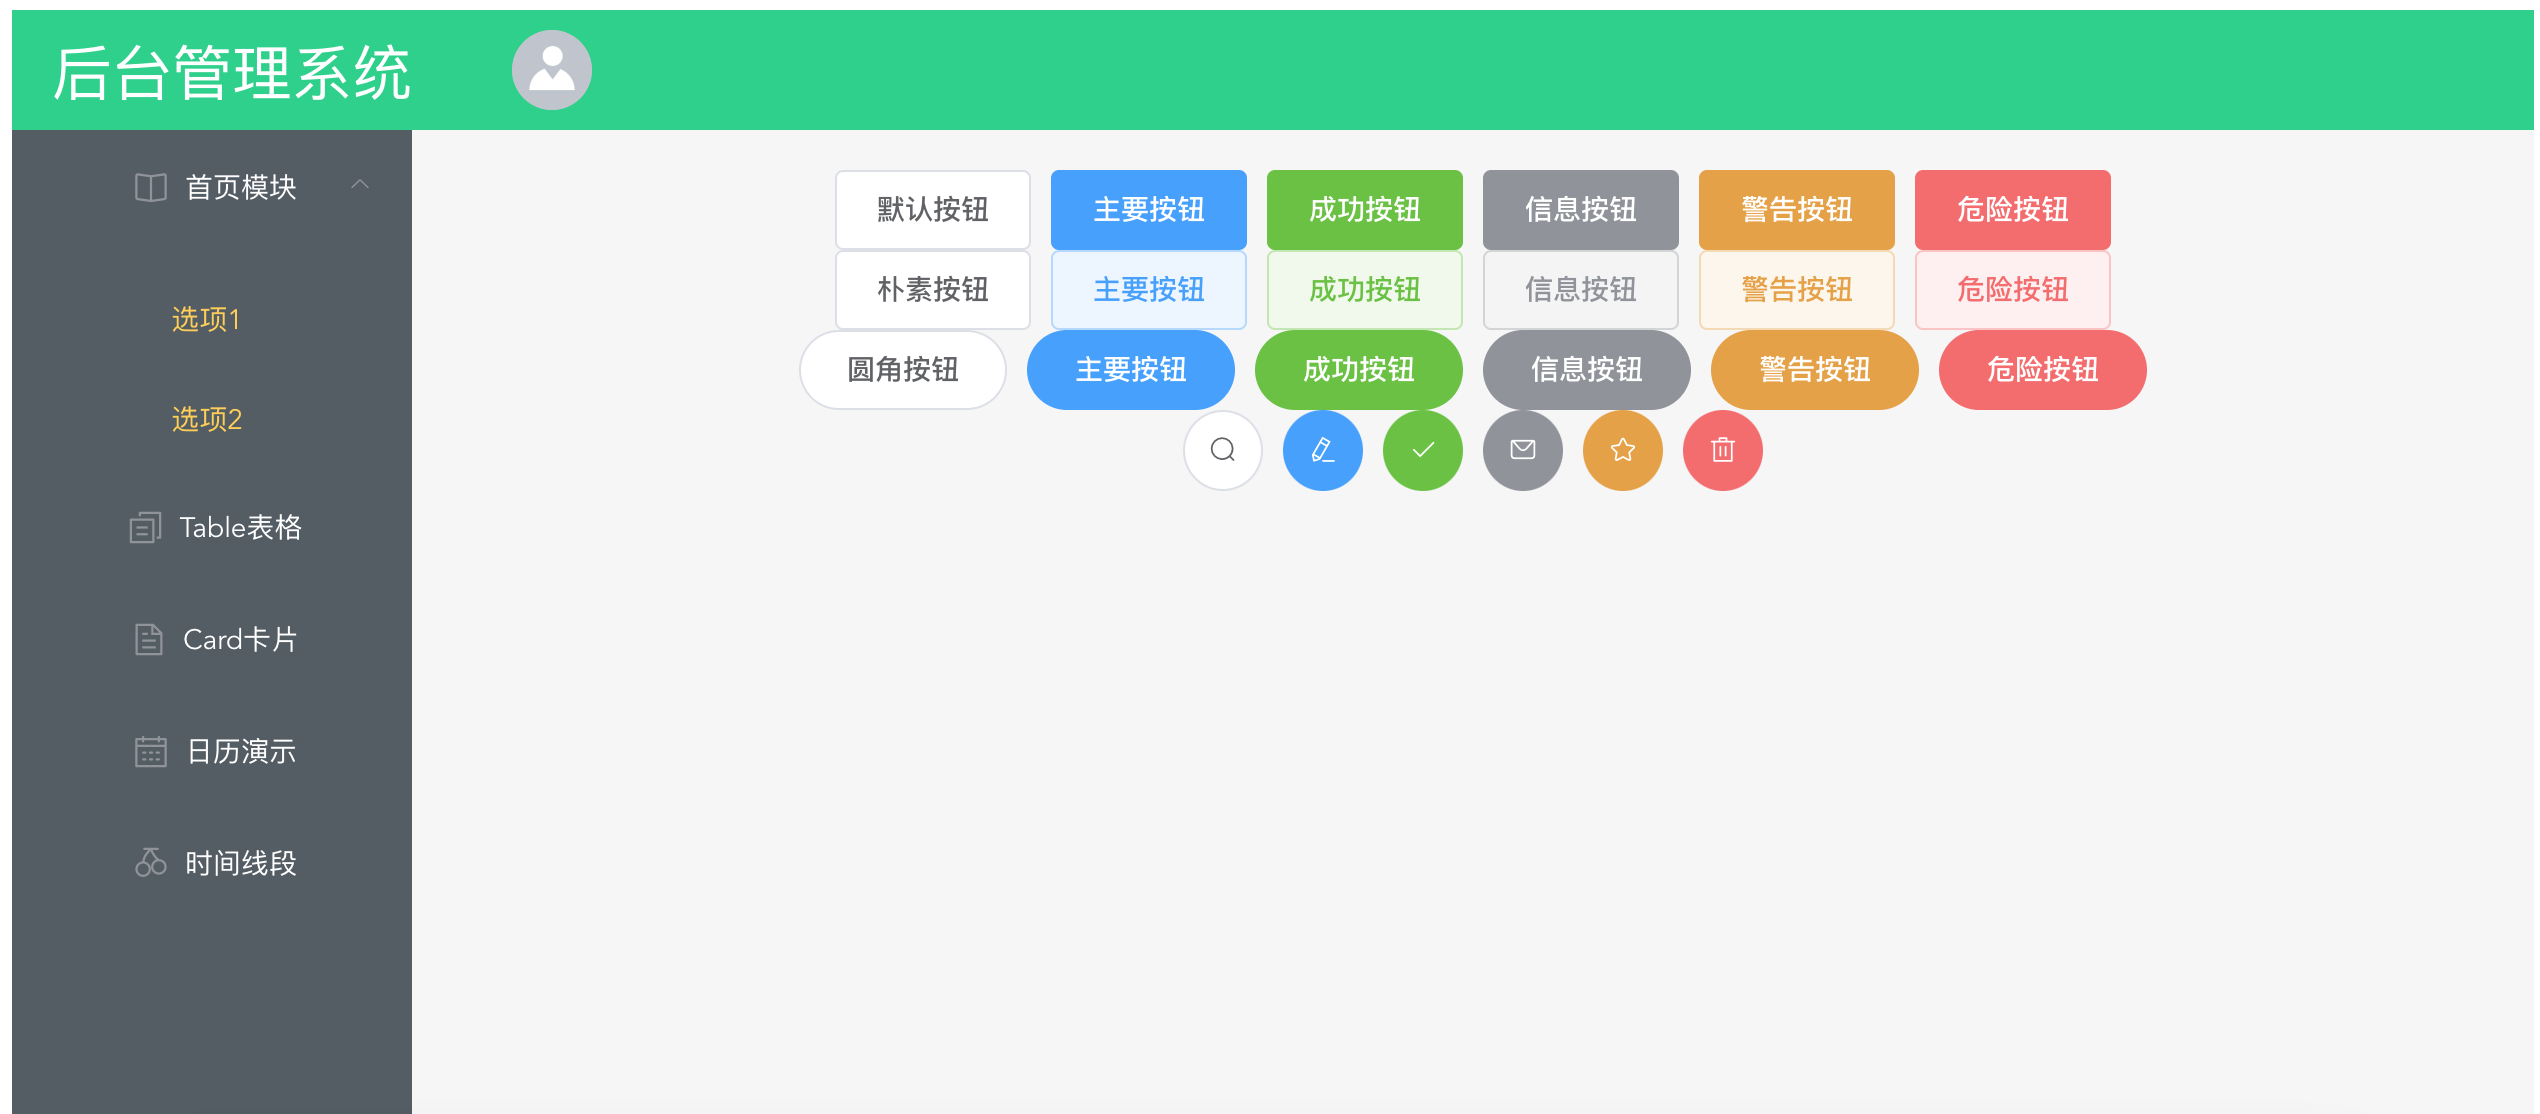 后台管理系统
首页模块
选项1
选项2
Table表格
Card卡片
日历演示
时间线段
默认按钮 主要按钮 成功按钮 信息按钮 警告按钮 危险按钮
朴素按钮 主要按钮 成功按钮 信息按钮 警告按钮 危险按钮
圆角按钮 主要按钮 成功按钮 信息按钮 警告按钮 危险按钮